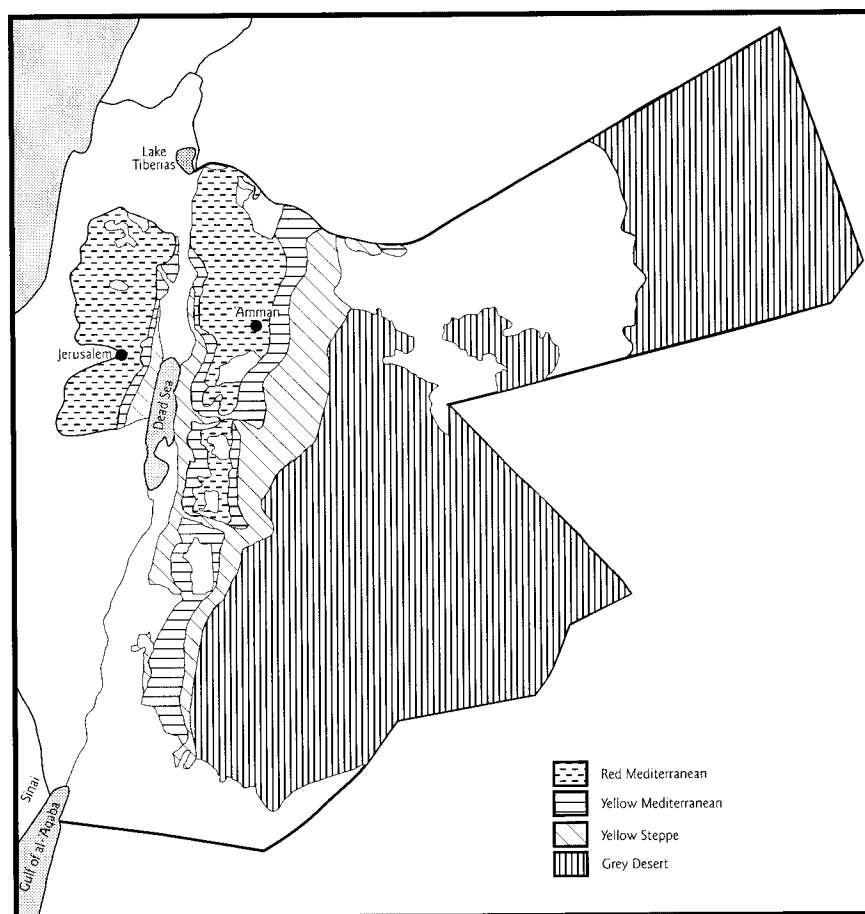 Lake
Tiberias
'Amman
Jerusalem
Dead Sea
Sinai
Gulf of al-'Aqaba
Red Mediterranean
Yellow Mediterranean
Yellow Steppe
Grey Desert